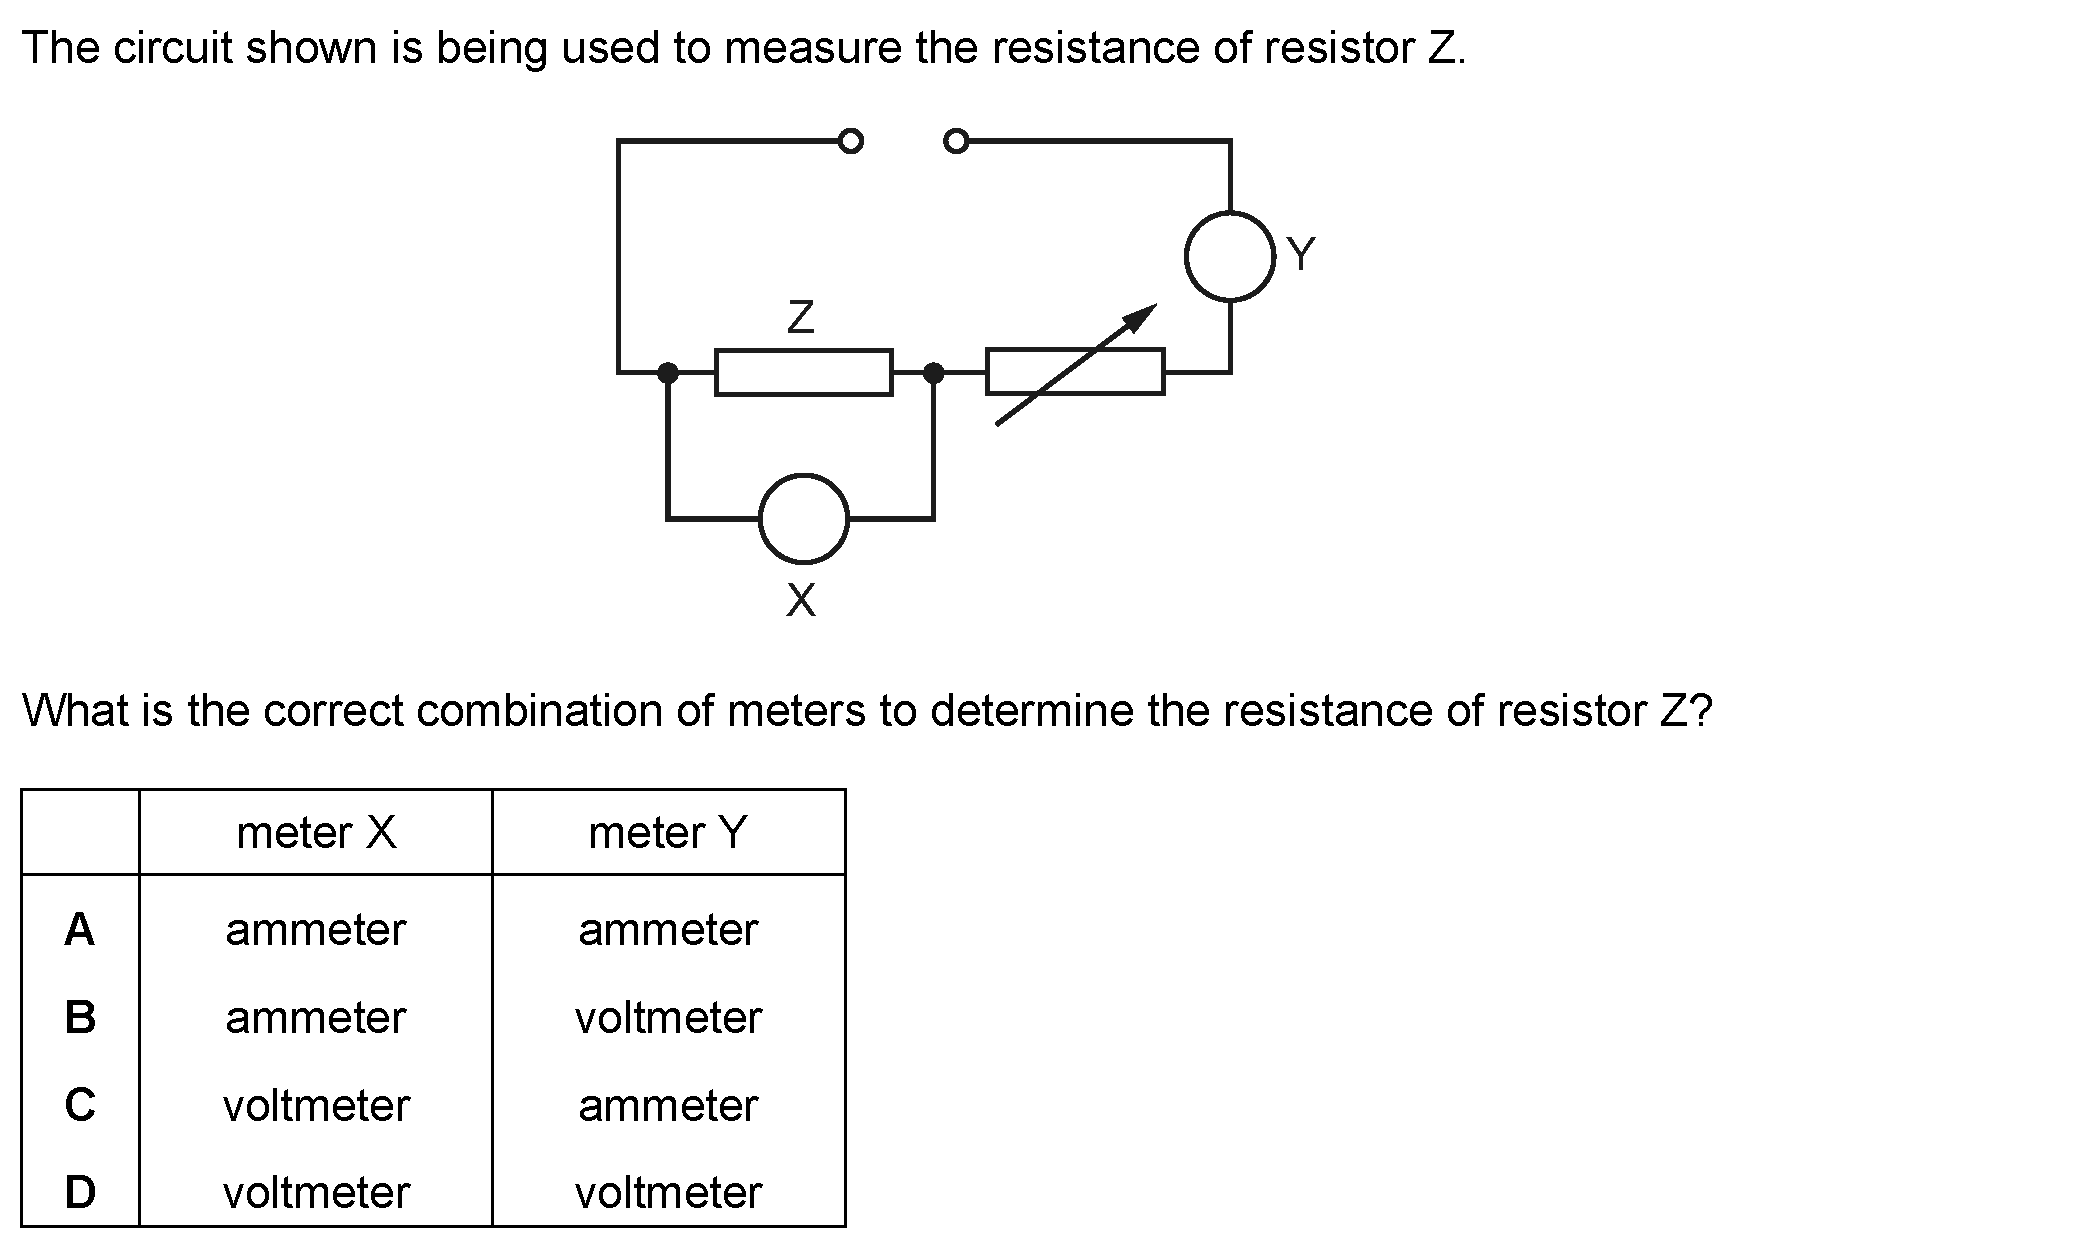 The circuit shown is being used to measure the resistance of resistor Z.
Y
Z
X
What is the correct combination of meters to determine the resistance of resistor Z?
meter X meter Y
A ammeter ammeter
B ammeter voltmeter
C voltmeter ammeter
D voltmeter voltmeter